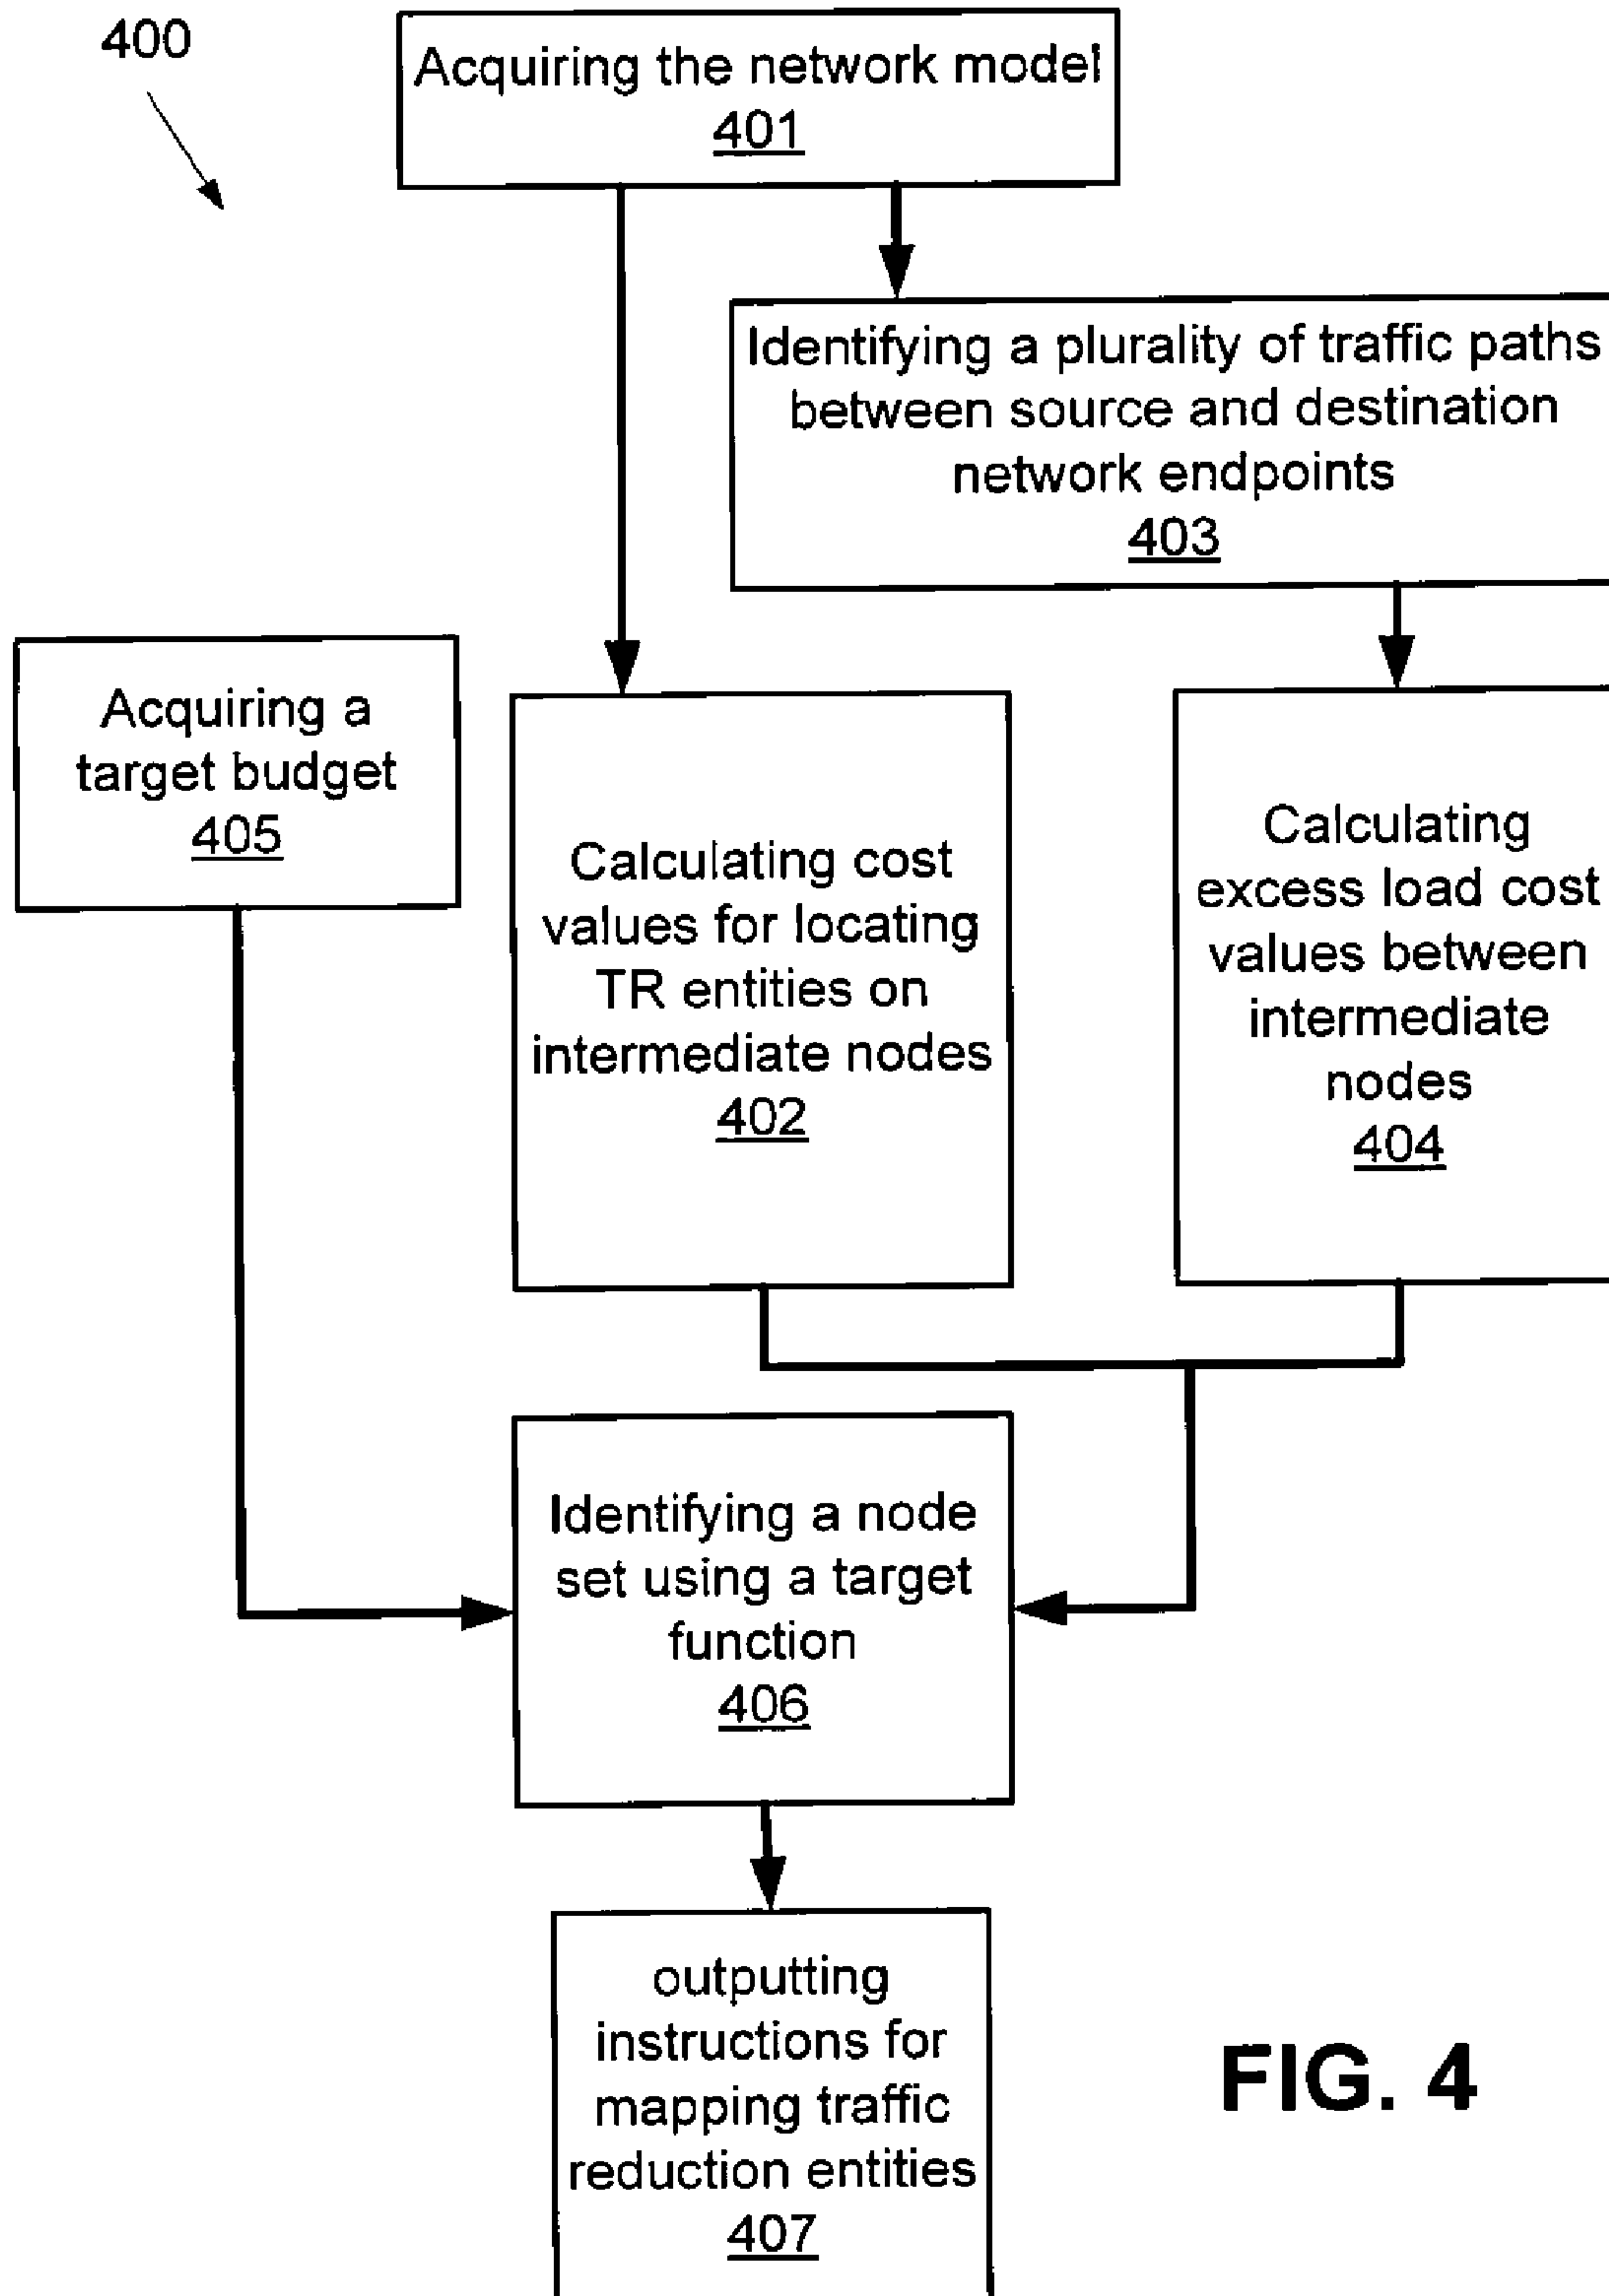 400
Acquiring the network model
401
Identifying a plurality of traffic paths
between source and destination
network endpoints
403
Acquiring a
target budget
405
Calculating cost
values for locating
TR entities on
intermediate nodes
402
Calculating
excess load cost
values between
intermediate
nodes
404
Identifying a node
set using a target
function
406
outputting
instructions for
mapping traffic
reduction entities
407
FIG. 4